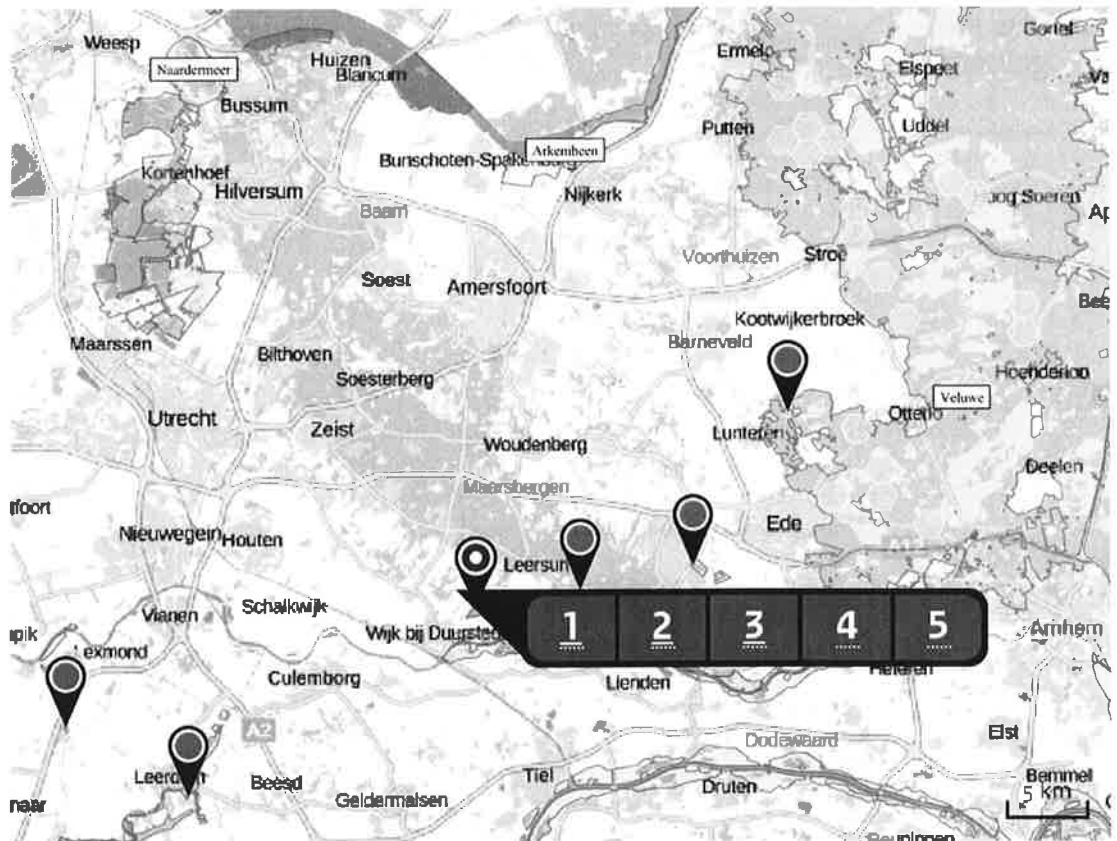 Weesp
Naardermeer
Bussum
Huizen
Blaricum
Ermelo
Elspeet
Gortel
Putten
Uddel
Arkemheen
Nijkerk
Kortenhoef
Hilversum
Baarn
Soest
Amersfoort
Voorthuizen
Stroe
Kootwijkerbroek
Barneveld
Maarssen
Bilthoven
Soesterberg
Hoenderloo
Veluwe
Otterlo
Utrecht
Zeist
Woudenberg
Lunteren
Deelen
Maarsbergen
Nieuwegein
Houten
Ede
Leersum
Vianen
Schalkwijk
Wijk bij Duurstede
1 2 3 4 5
Arnhem
Lexmond
Culemborg
Lienden
Heteren
A2
Dodewaard
Elst
Leerdam
Beesd
Geldermalsen
Tiel
Druten
Bemmel
5 km